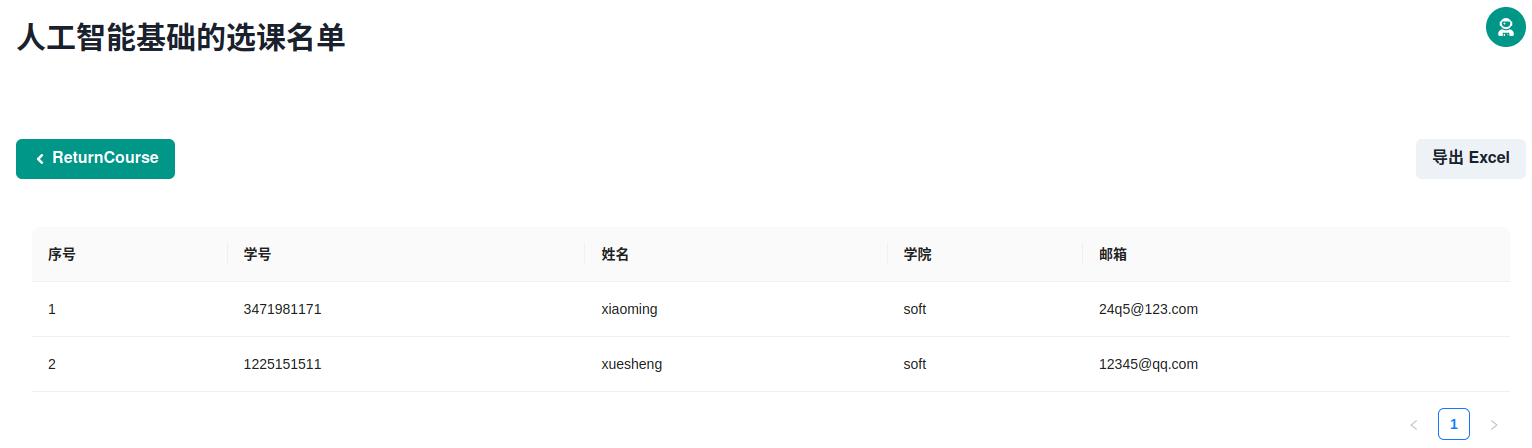 人工智能基础的选课名单
ReturnCourse
导出 Excel
序号 学号 姓名 学院 邮箱
1 3471981171 xiaoming soft 24q5@123.com
2 1225151511 xuesheng soft 12345@qq.com
1